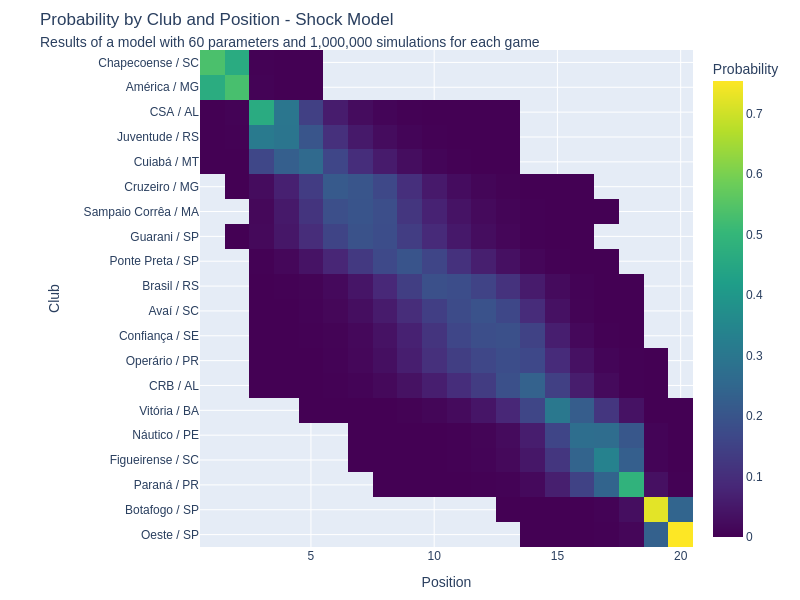 Probability by Club and Position - Shock Model
Results of a model with 60 parameters and 1,000,000 simulations for each game
Probability
Chapecoense / SC
América / MG
CSA / AL
Juventude / RS
Cuiabá / MT
Cruzeiro / MG
Sampaio Corrêa / MA
Guarani / SP
Ponte Preta / SP
Brasil / RS
Avaí / SC
Confiança / SE
Operário / PR
CRB / AL
Vitória / BA
Náutico / PE
Figueirense / SC
Paraná / PR
Botafogo / SP
Oeste / SP
Club
5 10 15 20
Position
0.7
0.6
0.5
0.4
0.3
0.2
0.1
0